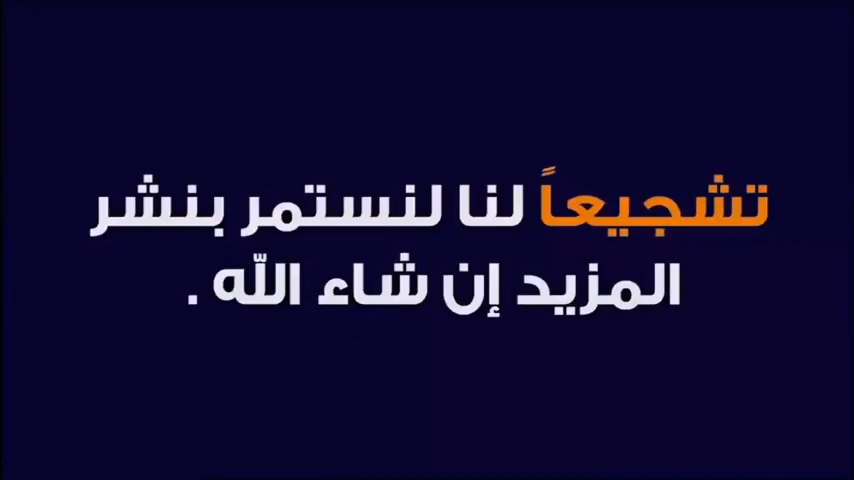 تشجيعاً لنا لنستمر بنشر
المزيد إن شاء الله .